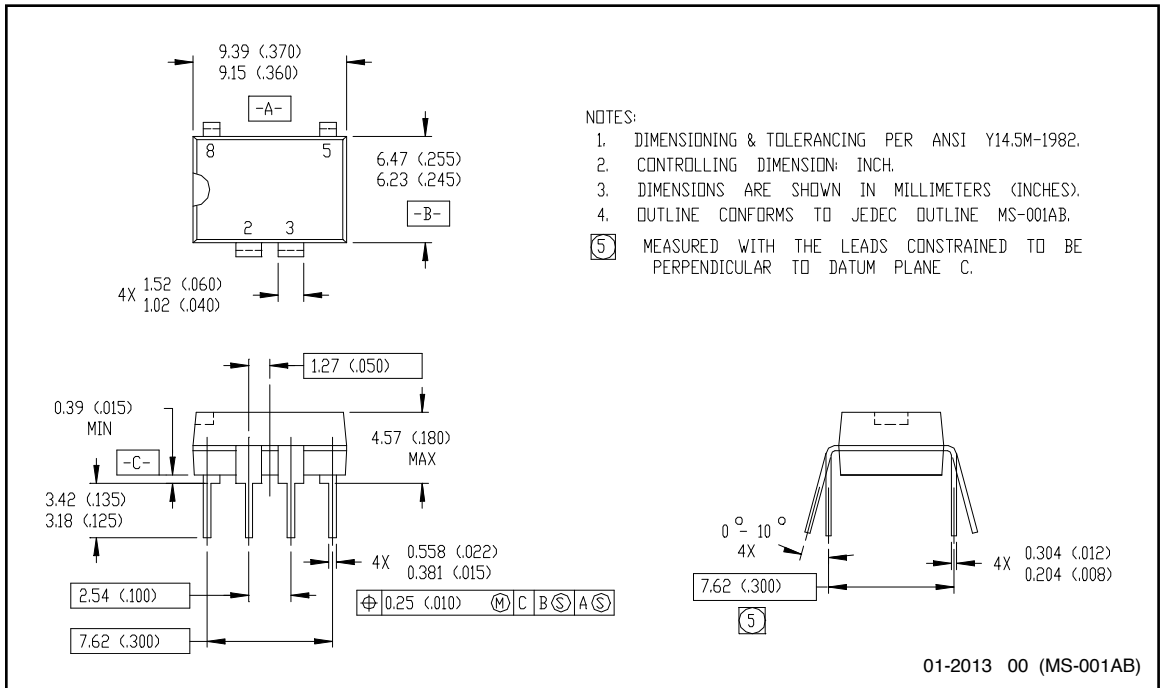 9.39 (.370)
9.15 (.360)
-A-
8 5
6.47 (.255)
6.23 (.245)
-B-
2 3
4X 1.52 (.060)
1.02 (.040)
NOTES:
1. DIMENSIONING & TOLERANCING PER ANSI Y14.5M-1982.
2. CONTROLLING DIMENSION: INCH.
3. DIMENSIONS ARE SHOWN IN MILLIMETERS (INCHES).
4. OUTLINE CONFORMS TO JEDEC OUTLINE MS-001AB.
5 MEASURED WITH THE LEADS CONSTRAINED TO BE
PERPENDICULAR TO DATUM PLANE C.
1.27 (.050)
0.39 (.015)
MIN
-C-
4.57 (.180)
MAX
3.42 (.135)
3.18 (.125)
4X 0.558 (.022)
0.381 (.015)
2.54 (.100)
⌖ 0.25 (.010) Ⓜ C BⓈ AⓈ
7.62 (.300)
0° - 10°
4X
7.62 (.300)
5
4X 0.304 (.012)
0.204 (.008)
01-2013 00 (MS-001AB)